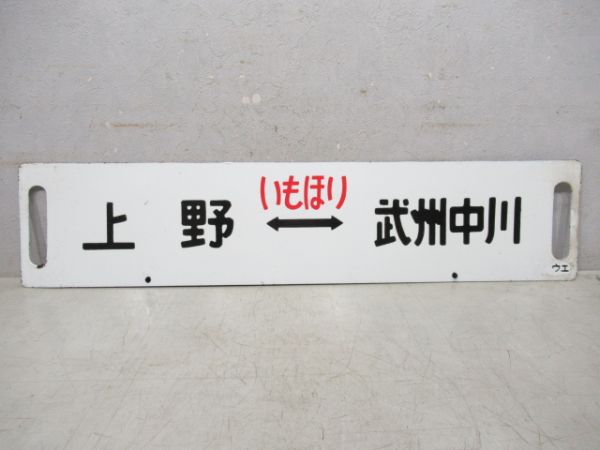 いもほり
上野 ↔ 武州中川
ウエ